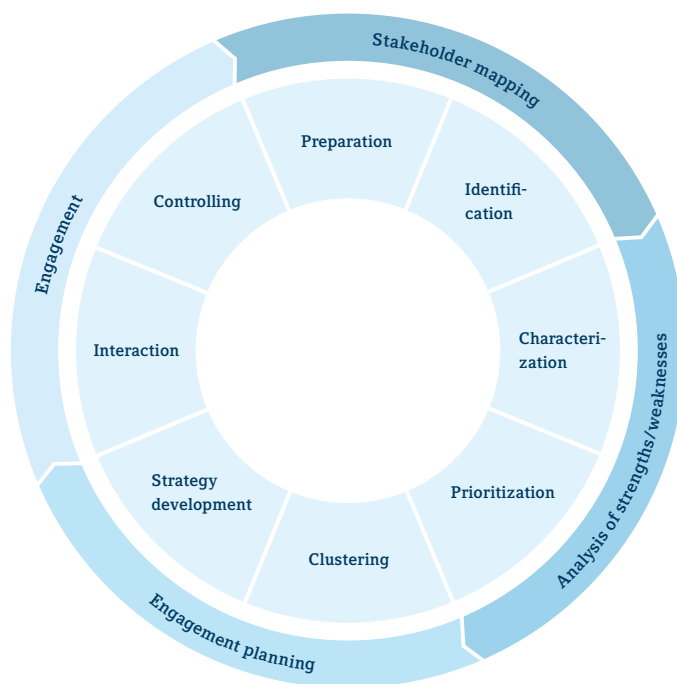 Stakeholder mapping
Analysis of strengths/weaknesses
Engagement planning
Engagement
Preparation
Identifi-
cation
Characteri-
zation
Prioritization
Clustering
Strategy
development
Interaction
Controlling